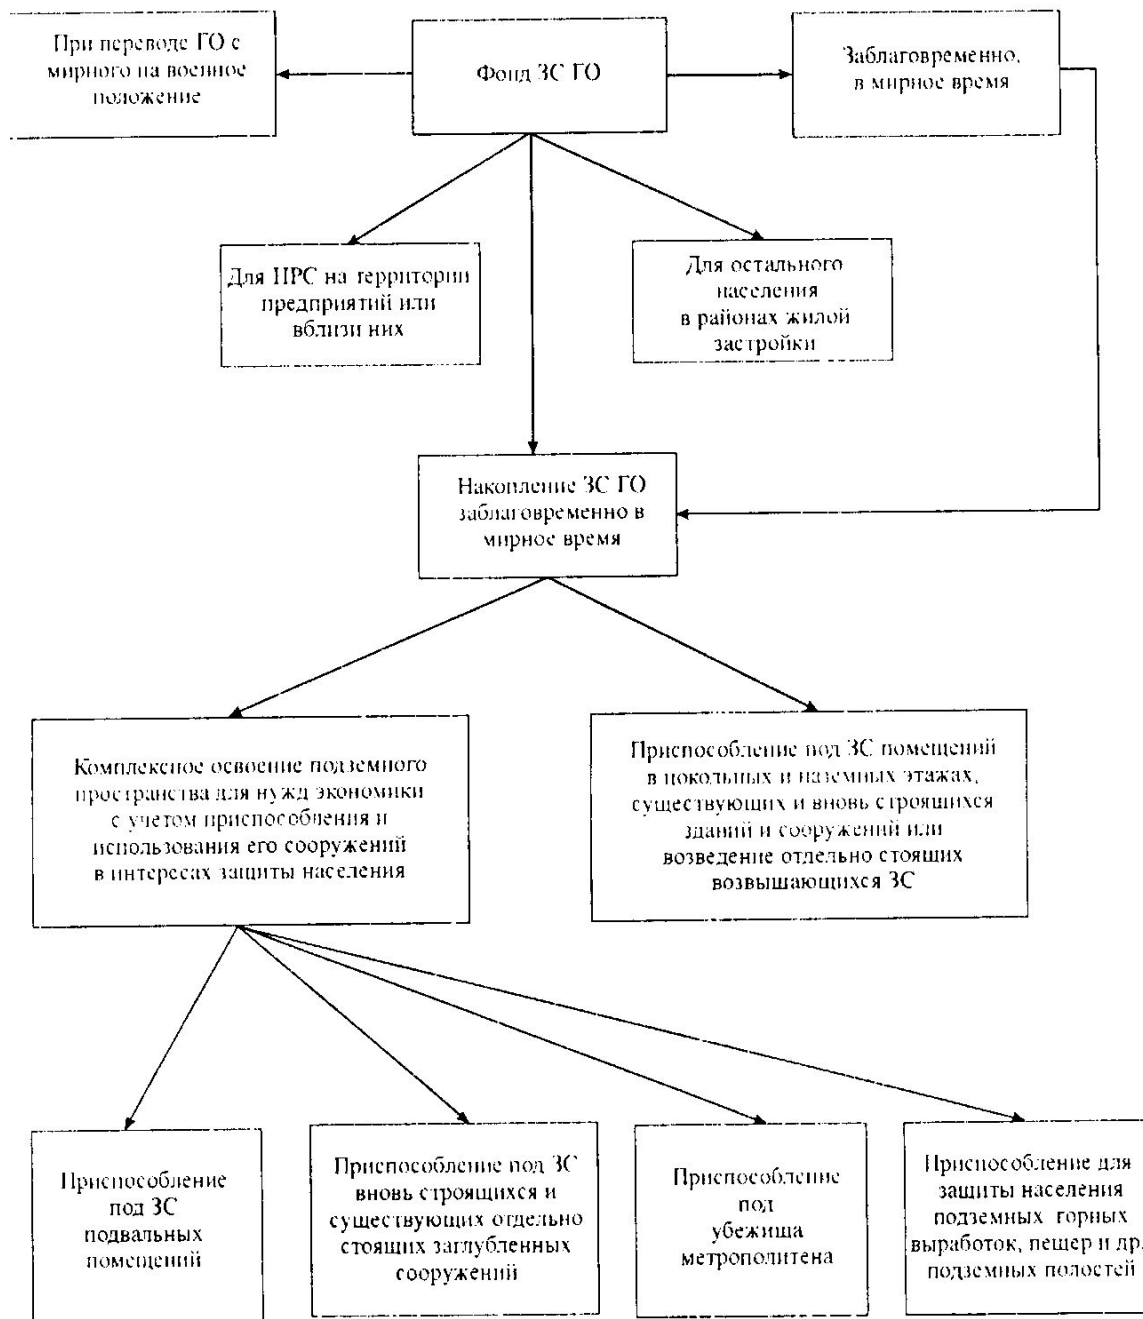 При переводе ГО с
мирного на военное
положение
Фонд ЗС ГО
Заблаговременно,
в мирное время
Для НРС на территории
предприятий или
вблизи них
Для остального
населения
в районах жилой
застройки
Накопление ЗС ГО
заблаговременно в
мирное время
Комплексное освоение подземного
пространства для нужд экономики
с учетом приспособления и
использования его сооружений
в интересах защиты населения
Приспособление под ЗС помещений
в цокольных и наземных этажах,
существующих и вновь строящихся
зданий и сооружений или
возведение отдельно стоящих
возвышающихся ЗС
Приспособление
под ЗС
подвальных
помещений
Приспособление под ЗС
вновь строящихся и
существующих отдельно
стоящих заглубленных
сооружений
Приспособление
под
убежища
метрополитена
Приспособление для
защиты населения
подземных горных
выработок, пещер и др.
подземных полостей